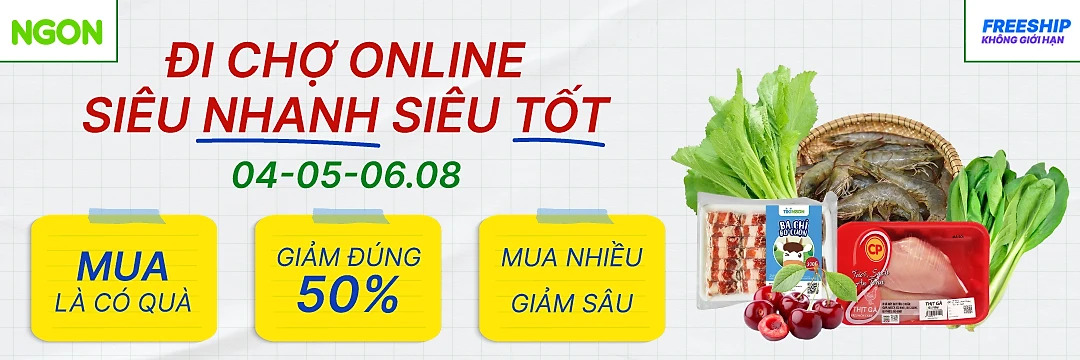 NGON
FREESHIP
KHÔNG GIỚI HẠN
ĐI CHỢ ONLINE
SIÊU NHANH SIÊU TỐT
04-05-06.08
MUA
LÀ CÓ QUÀ
GIẢM ĐÚNG
50%
MUA NHIỀU
GIẢM SÂU
BA CHỈ
BÒ CUỘN
CP
THỊT GÀ